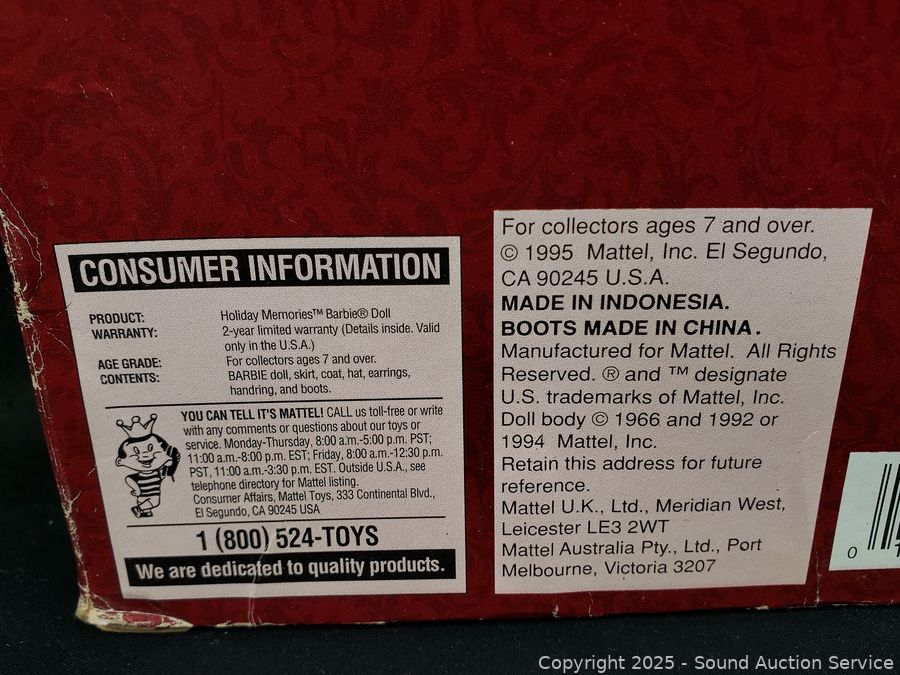 CONSUMER INFORMATION
PRODUCT: Holiday Memories™ Barbie® Doll
WARRANTY: 2-year limited warranty (Details inside. Valid
only in the U.S.A.)
AGE GRADE: For collectors ages 7 and over.
CONTENTS: BARBIE doll, skirt, coat, hat, earrings,
handring, and boots.
YOU CAN TELL IT'S MATTEL! CALL us toll-free or write
with any comments or questions about our toys or
service. Monday-Thursday, 8:00 a.m.-5:00 p.m. PST;
11:00 a.m.-8:00 p.m. EST; Friday, 8:00 a.m.-12:30 p.m.
PST, 11:00 a.m.-3:30 p.m. EST. Outside U.S.A., see
telephone directory for Mattel listing.
Consumer Affairs, Mattel Toys, 333 Continental Blvd.,
El Segundo, CA 90245 USA
1 (800) 524-TOYS
We are dedicated to quality products.
For collectors ages 7 and over.
© 1995 Mattel, Inc. El Segundo,
CA 90245 U.S.A.
MADE IN INDONESIA.
BOOTS MADE IN CHINA.
Manufactured for Mattel. All Rights
Reserved. ® and ™ designate
U.S. trademarks of Mattel, Inc.
Doll body © 1966 and 1992 or
1994 Mattel, Inc.
Retain this address for future
reference.
Mattel U.K., Ltd., Meridian West,
Leicester LE3 2WT
Mattel Australia Pty., Ltd., Port
Melbourne, Victoria 3207
0
Copyright 2025 - Sound Auction Service